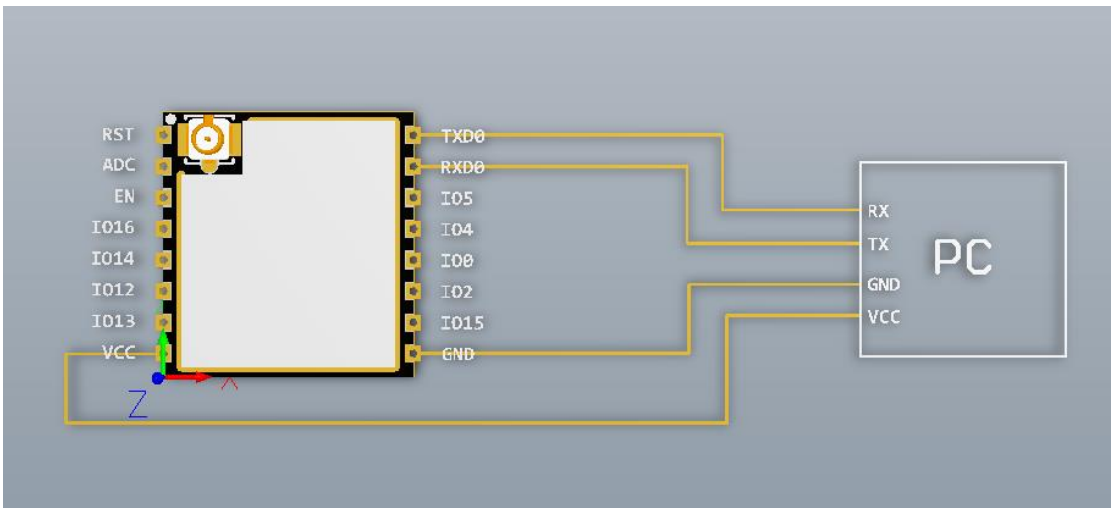 RST
ADC
EN
IO16
IO14
IO12
IO13
VCC
TXD0
RXD0
IO5
IO4
IO0
IO2
IO15
GND
RX
TX
GND
VCC
PC
Z
X